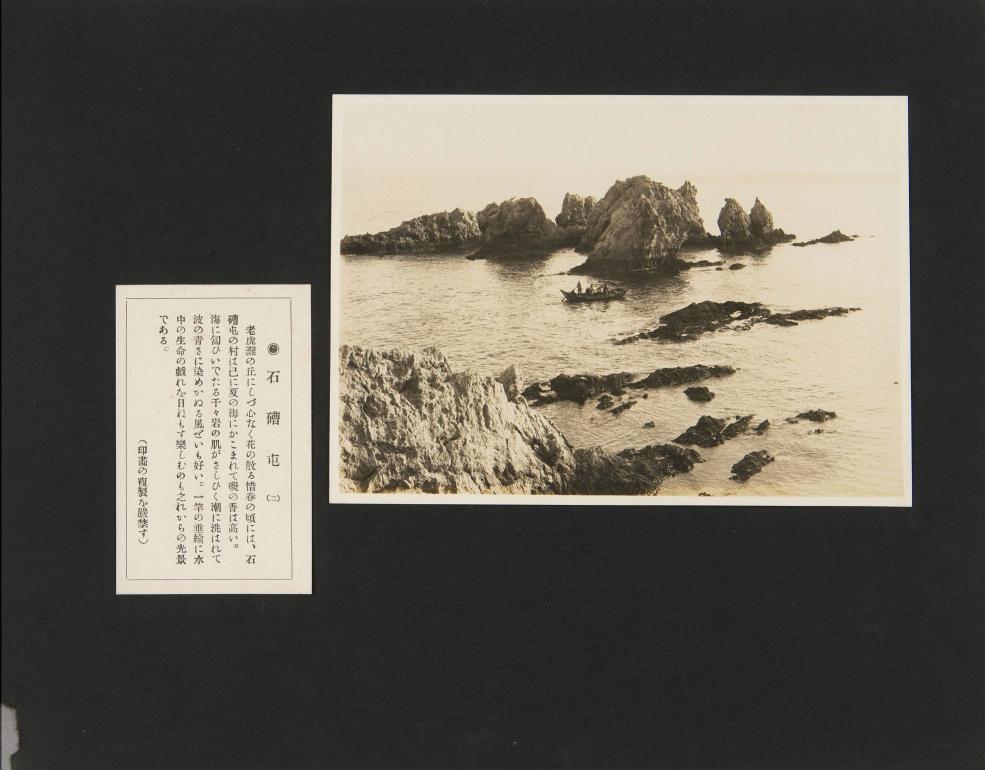 石磖屯(二)
老虎灘の丘にしづ心なく花の散る惜春の頃には、石
磖屯の村は已に夏の海にかこまれて磯の香は高い。
海に匂ひいでたる千々岩の肌がさしひく潮に洗はれて
波の青さに染めかぬる風ぜいも好い。一竿の垂綸に水
中の生命の戯れを日ねもす樂しむのも之れからの光景
である。
(印畫の複製を嚴禁す)